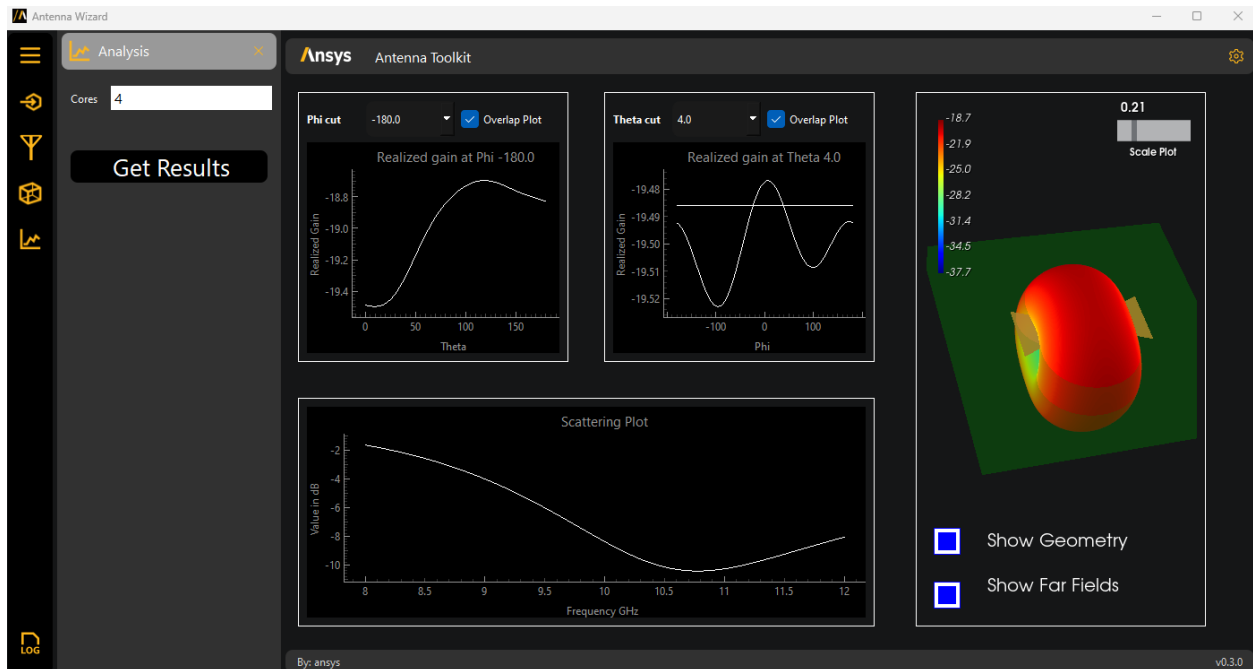 Antenna Wizard
Analysis
Cores 4
Get Results
LOG
Ansys Antenna Toolkit
Phi cut -180.0 Overlap Plot
Realized gain at Phi -180.0
Realized Gain
-18.8
-19.0
-19.2
-19.4
0 50 100 150
Theta
Theta cut 4.0 Overlap Plot
Realized gain at Theta 4.0
Realized Gain
-19.48
-19.49
-19.50
-19.51
-19.52
-100 0 100
Phi
Scattering Plot
Value in dB
-2
-4
-6
-8
-10
8 8.5 9 9.5 10 10.5 11 11.5 12
Frequency GHz
0.21
Scale Plot
-18.7
-21.9
-25.0
-28.2
-31.4
-34.5
-37.7
Show Geometry
Show Far Fields
By: ansys
v0.3.0